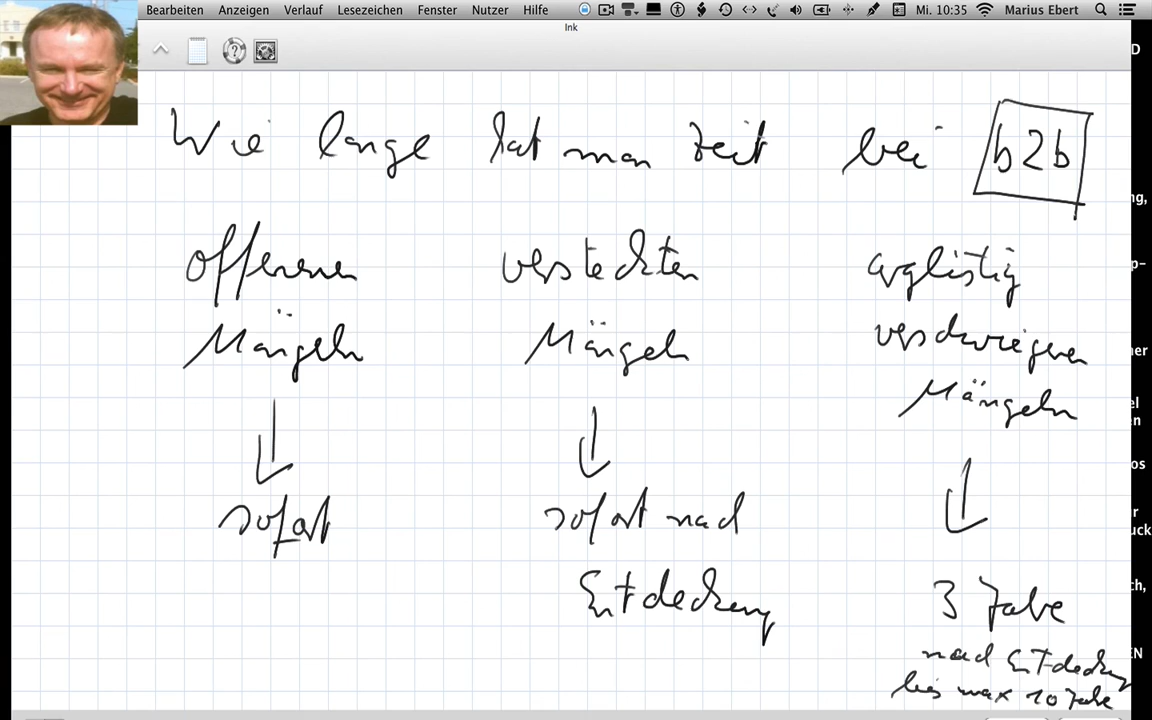 Bearbeiten Anzeigen Verlauf Lesezeichen Fenster Nutzer Hilfe Mi. 10:35 Marius Ebert
Ink
Wie lange hat man Zeit bei b2b
offenen versteckten arglistig
Mängeln Mängeln verschwiegenen
Mängeln
sofort sofort nach
Entdeckung 3 Jahre
nach Entdeckung
bis max 10 Jahre